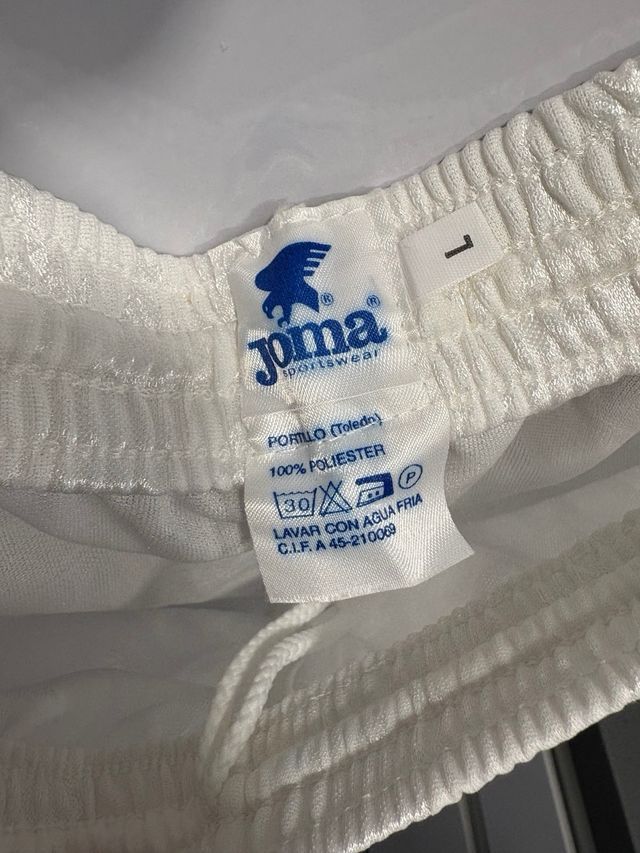 ® ®
Joma
sportswear
L
PORTILLO (Toledo)
100% POLIESTER
30 P
LAVAR CON AGUA FRIA
C.I.F. A 45-210069